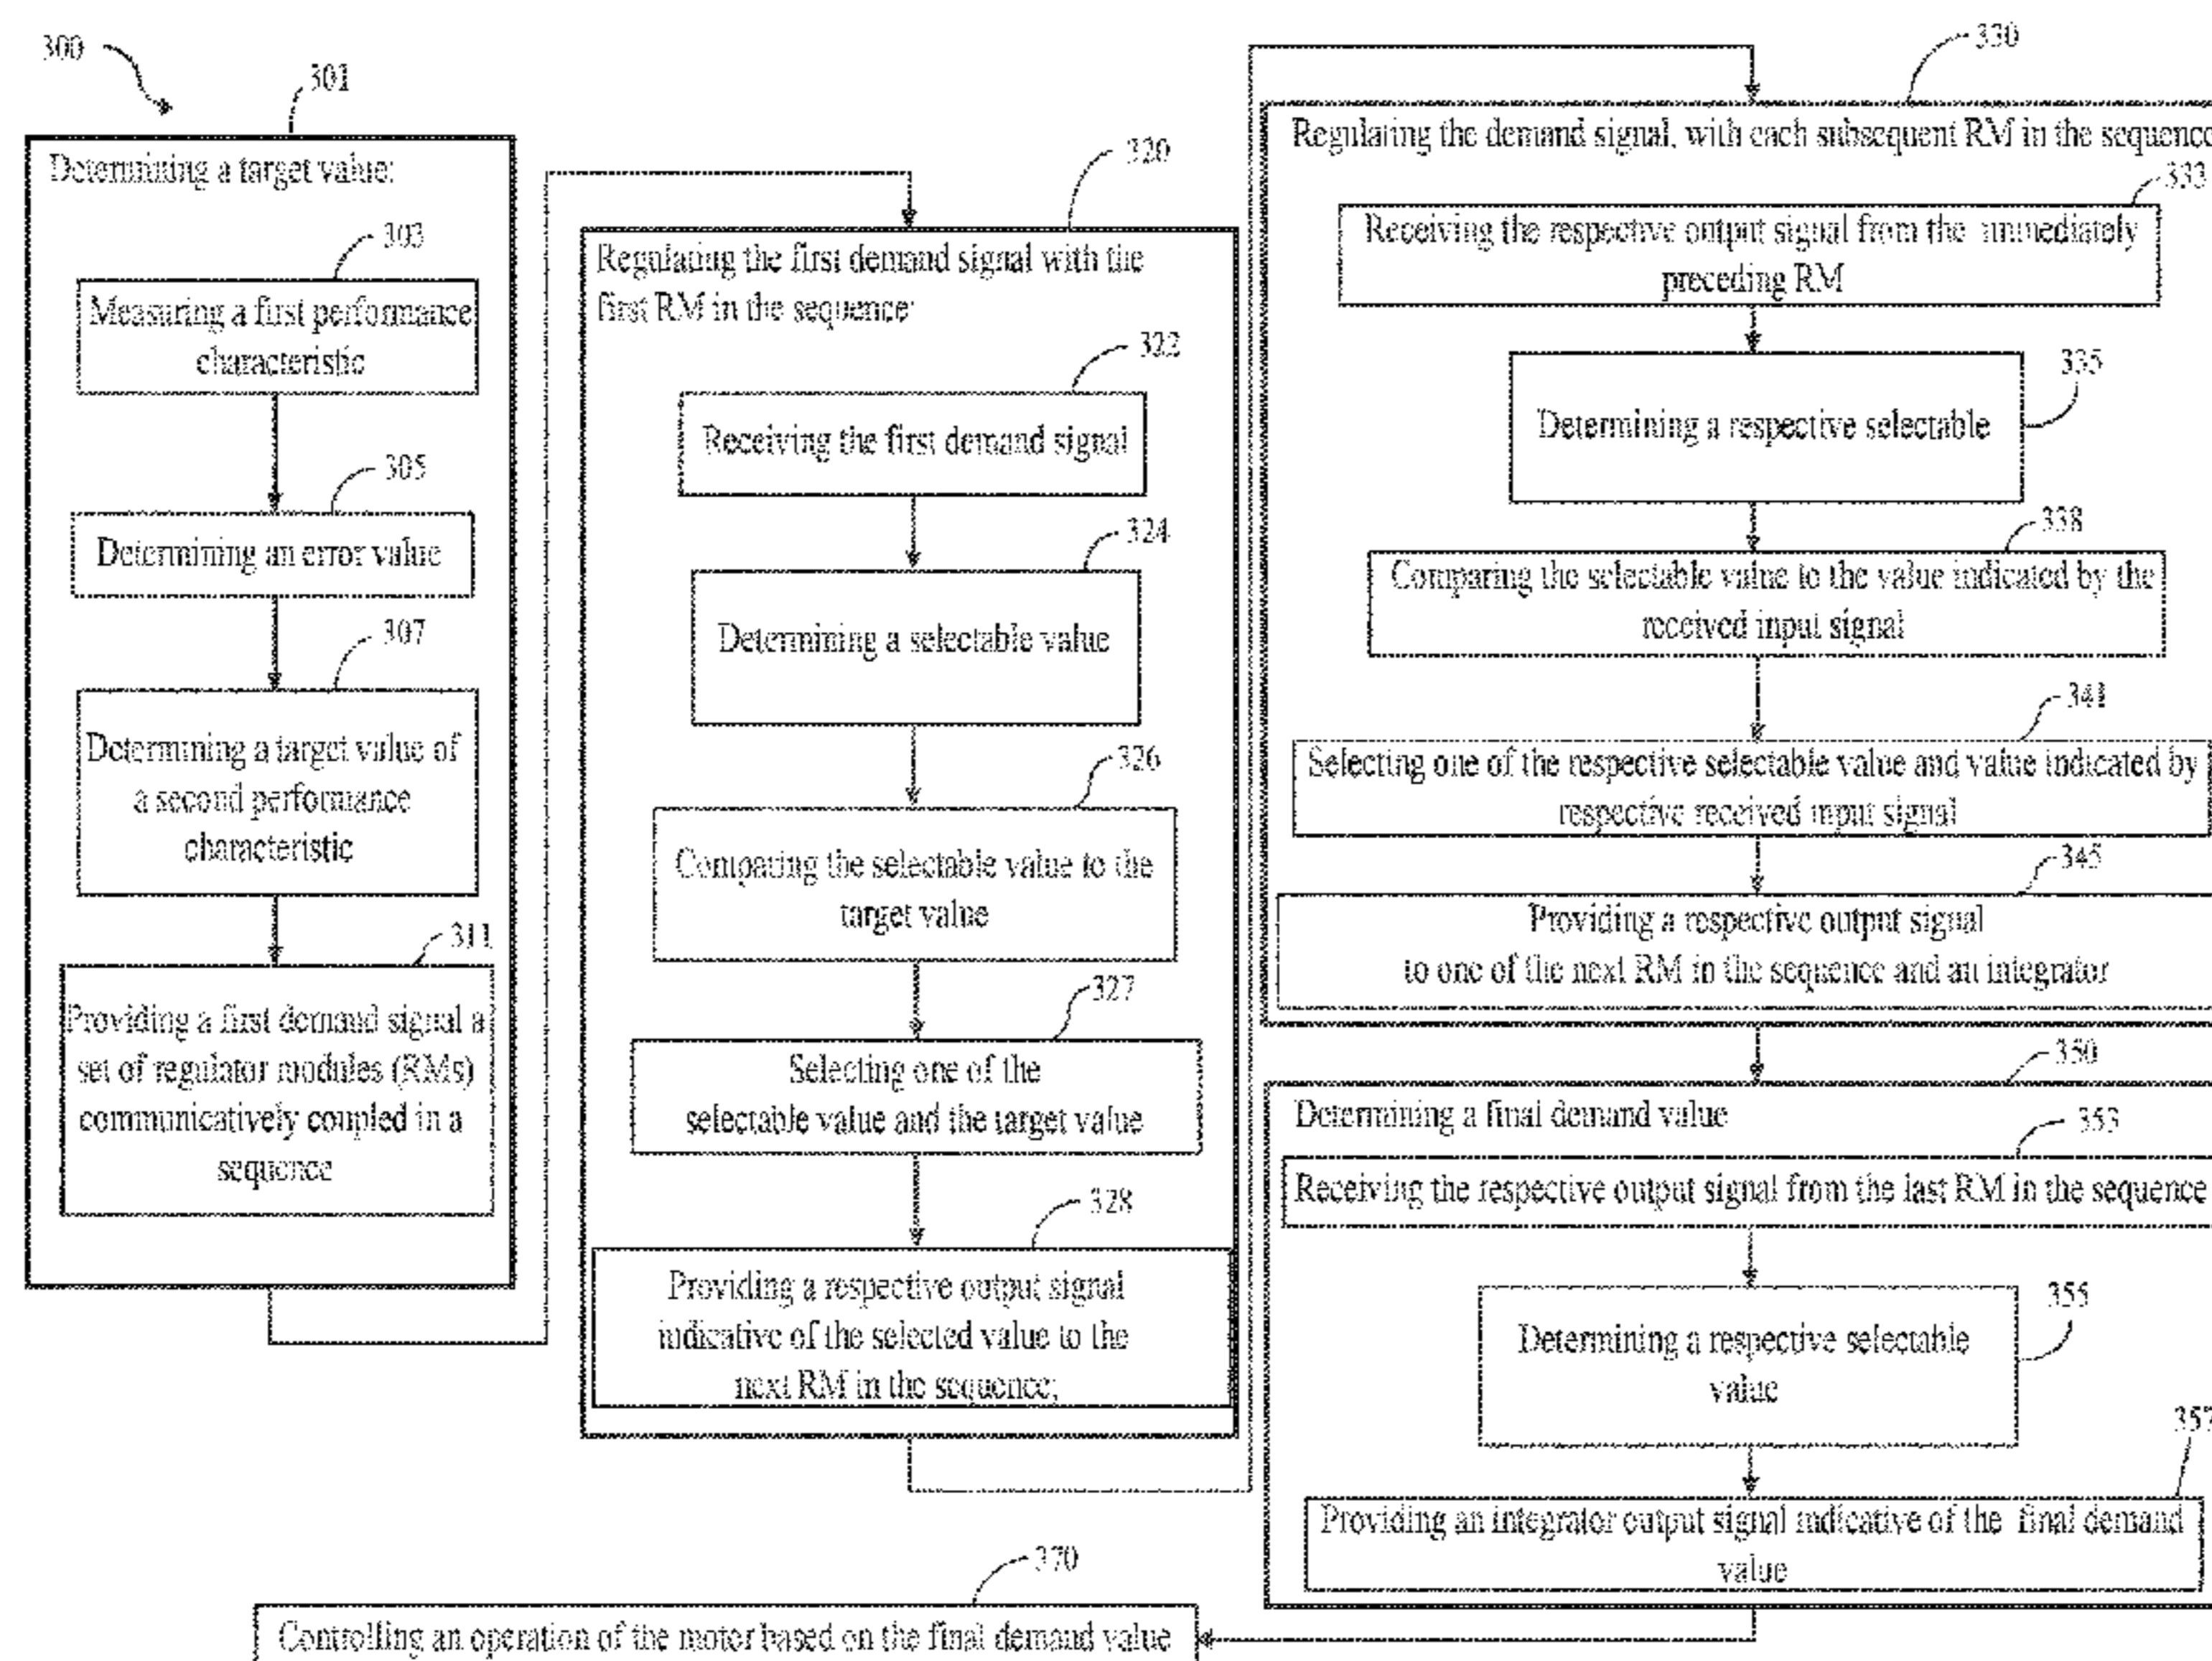 300
301
Determining a target value:
303
Measuring a first performance
characteristic
305
Determining an error value
307
Determining a target value of
a second performance
characteristic
311
Providing a first demand signal a
set of regulator modules (RMs)
communicatively coupled in a
sequence
320
Regulating the first demand signal with the
first RM in the sequence:
322
Receiving the first demand signal
324
Determining a selectable value
326
Comparing the selectable value to the
target value
327
Selecting one of the
selectable value and the target value
328
Providing a respective output signal
indicative of the selected value to the
next RM in the sequence;
330
Regulating the demand signal, with each subsequent RM in the sequence
333
Receiving the respective output signal from the immediately
preceding RM
335
Determining a respective selectable
338
Comparing the selectable value to the value indicated by the
received input signal
341
Selecting one of the respective selectable value and value indicated by
respective received input signal
345
Providing a respective output signal
to one of the next RM in the sequence and an integrator
350
Determining a final demand value
353
Receiving the respective output signal from the last RM in the sequence
355
Determining a respective selectable
value
357
Providing an integrator output signal indicative of the final demand
value
370
Controlling an operation of the motor based on the final demand value